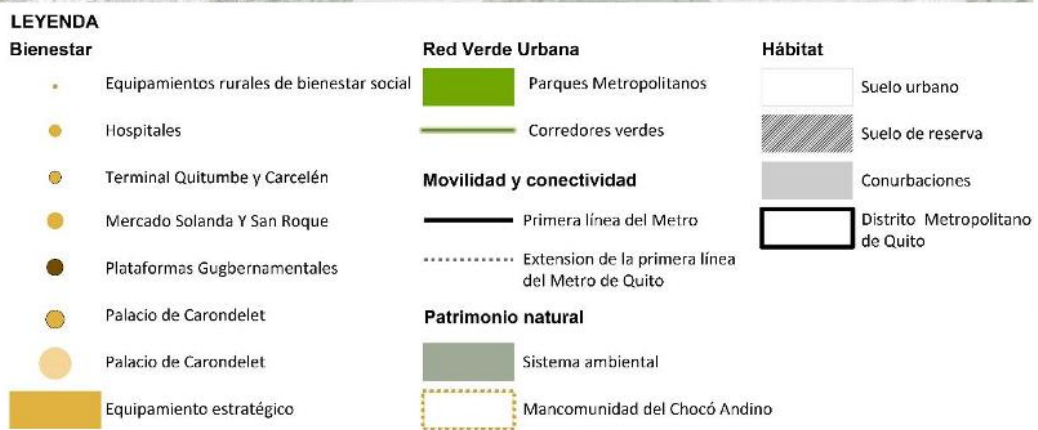 LEYENDA
Bienestar
Equipamientos rurales de bienestar social
Hospitales
Terminal Quitumbe y Carcelén
Mercado Solanda Y San Roque
Plataformas Gugbernamentales
Palacio de Carondelet
Palacio de Carondelet
Equipamiento estratégico
Red Verde Urbana
Parques Metropolitanos
Corredores verdes
Movilidad y conectividad
Primera línea del Metro
Extension de la primera línea
del Metro de Quito
Patrimonio natural
Sistema ambiental
Mancomunidad del Chocó Andino
Hábitat
Suelo urbano
Suelo de reserva
Conurbaciones
Distrito Metropolitano
de Quito